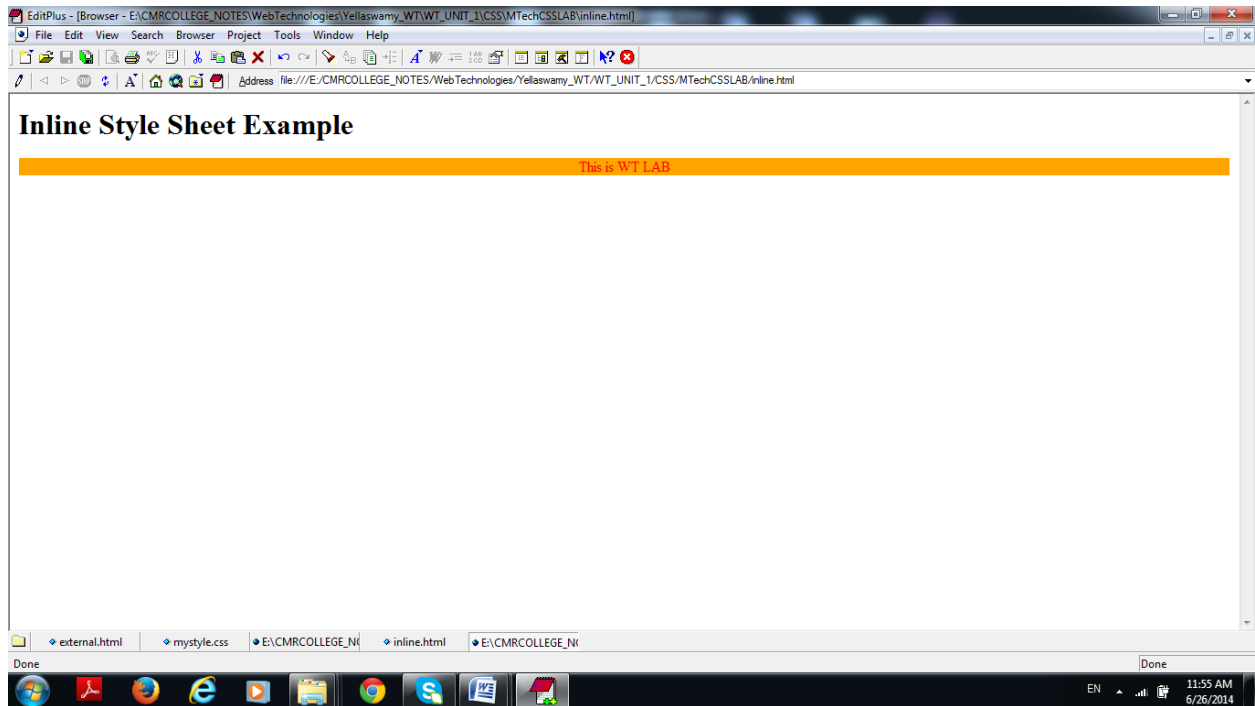 EditPlus - [Browser - E:\CMRCOLLEGE_NOTES\WebTechnologies\Yellaswamy_WT\WT_UNIT_1\CSS\MTechCSSLAB\inline.html]
File Edit View Search Browser Project Tools Window Help
Address file:///E:/CMRCOLLEGE_NOTES/WebTechnologies/Yellaswamy_WT/WT_UNIT_1/CSS/MTechCSSLAB/inline.html
Inline Style Sheet Example
This is WT LAB
external.html mystyle.css E:\CMRCOLLEGE_N inline.html E:\CMRCOLLEGE_N
Done Done
EN 11:55 AM
6/26/2014